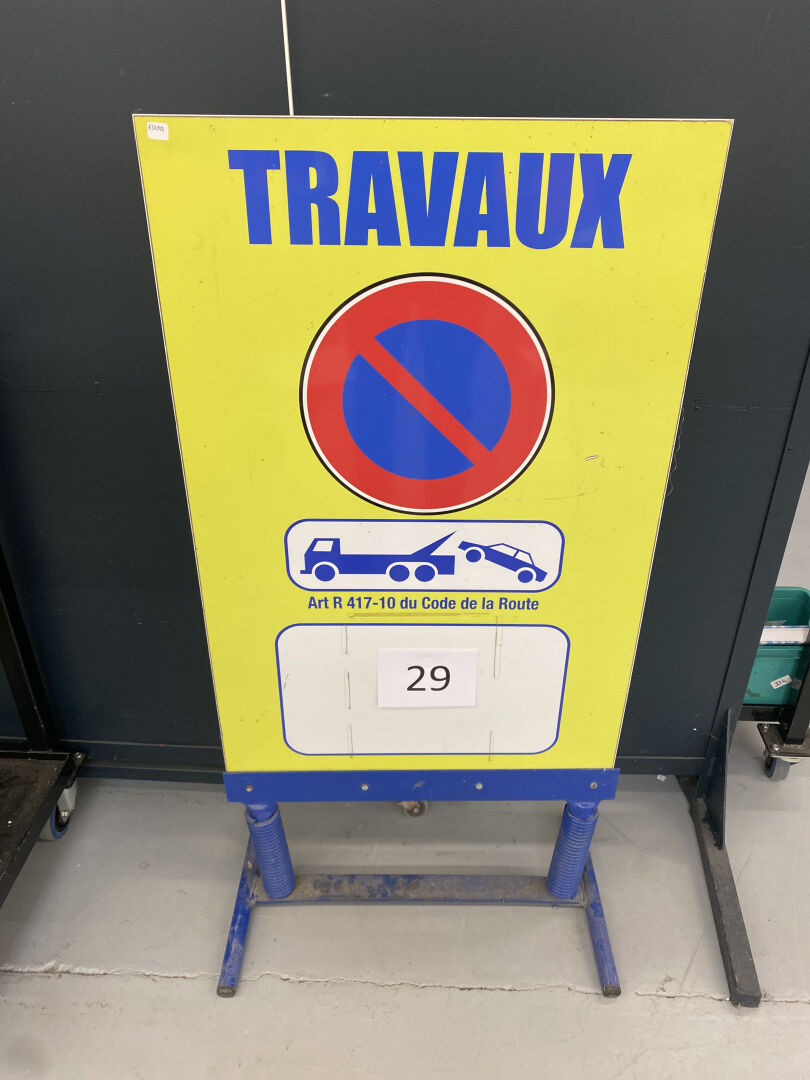 TRAVAUX
Art R 417-10 du Code de la Route
29